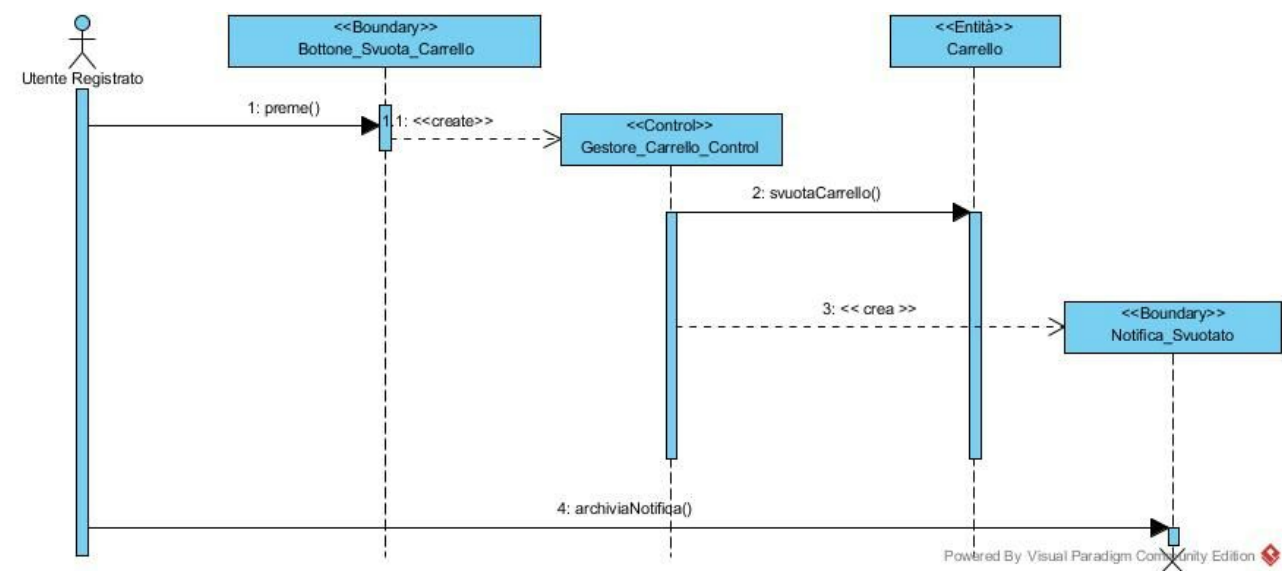 <<Boundary>>
Bottone_Svuota_Carrello
<<Entità>>
Carrello
Utente Registrato
1: preme()
1.1: <<create>>
<<Control>>
Gestore_Carrello_Control
2: svuotaCarrello()
3: << crea >>
<<Boundary>>
Notifica_Svuotato
4: archiviaNotifica()
Powered By Visual Paradigm Community Edition